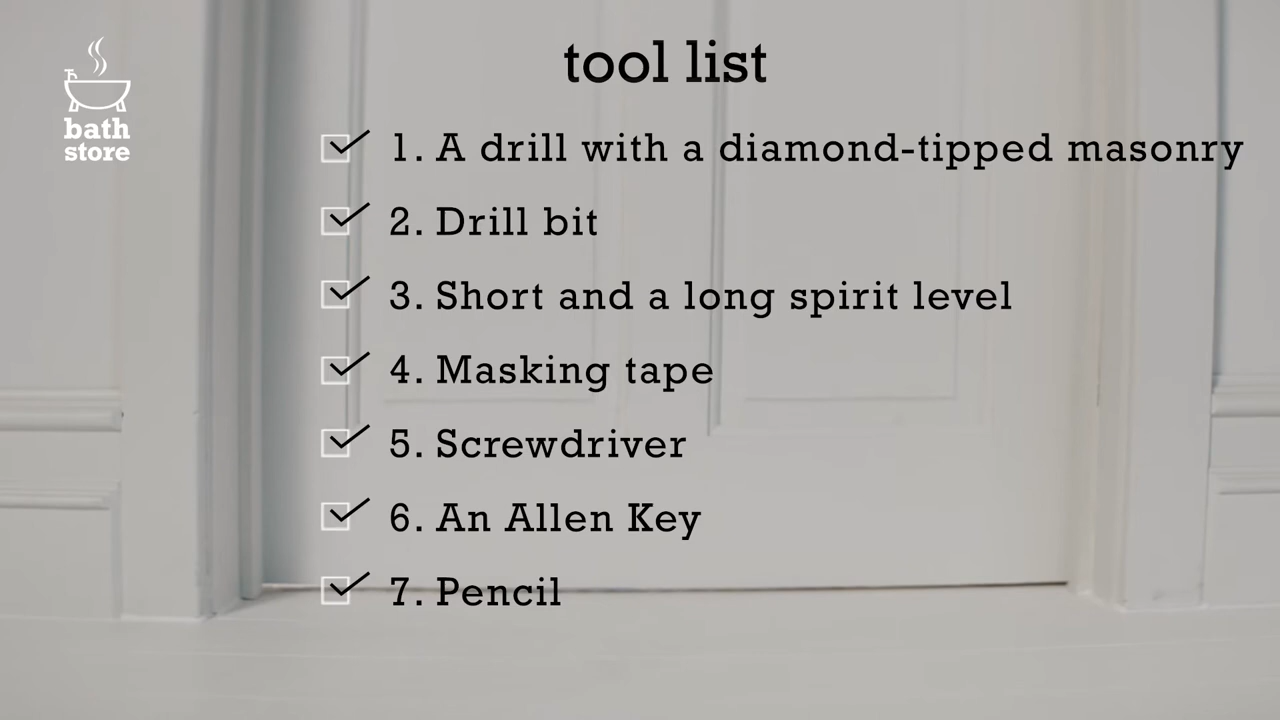 bath
store
tool list
1. A drill with a diamond-tipped masonry
2. Drill bit
3. Short and a long spirit level
4. Masking tape
5. Screwdriver
6. An Allen Key
7. Pencil